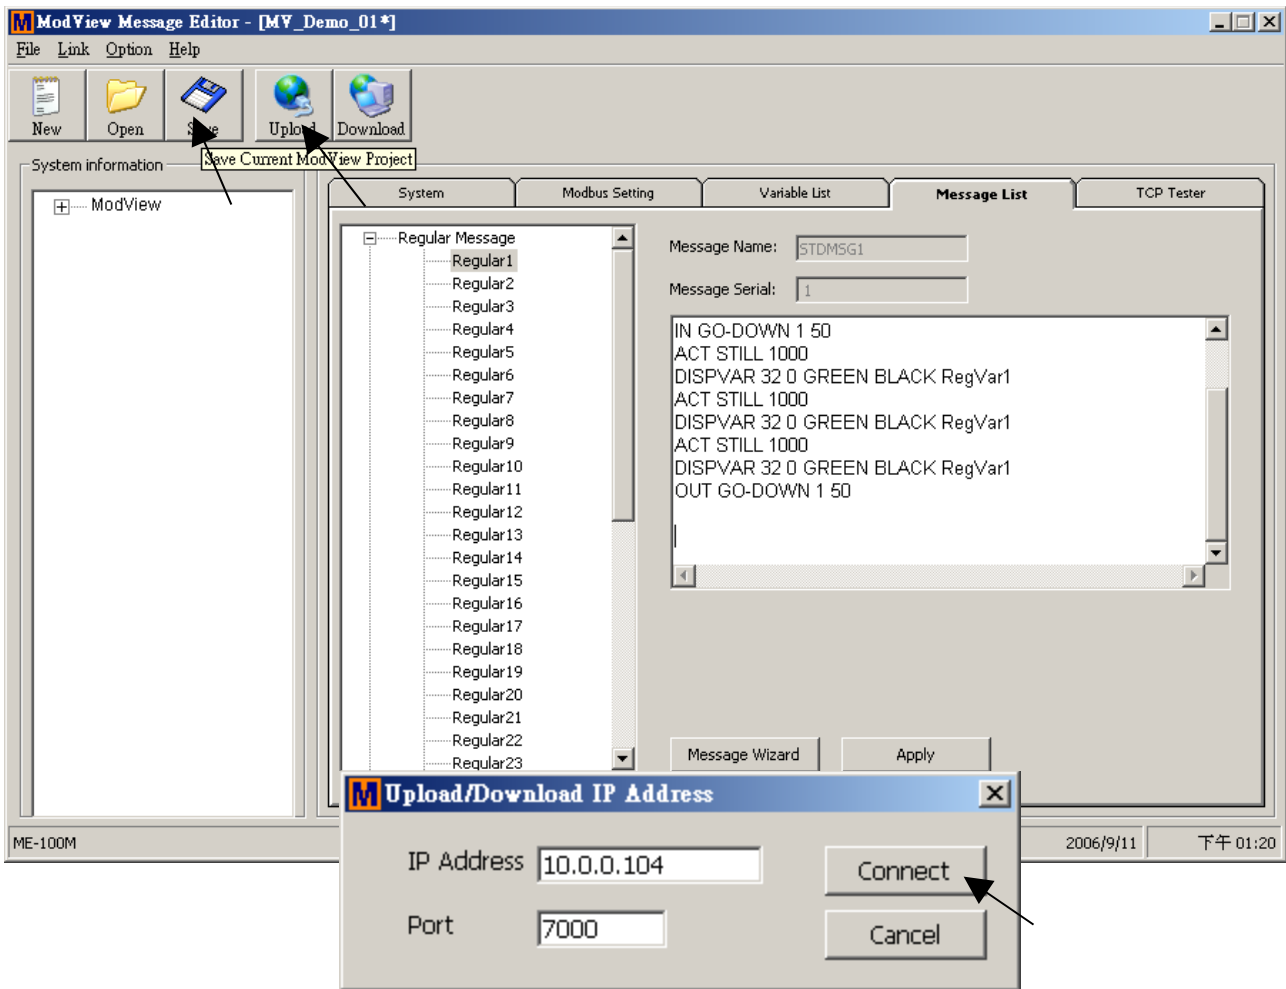 ModView Message Editor - [MV_Demo_01*]
File Link Option Help
New Open Save Upload Download
Save Current ModView Project
System information
ModView
System Modbus Setting Variable List Message List TCP Tester
Regular Message
Regular1
Regular2
Regular3
Regular4
Regular5
Regular6
Regular7
Regular8
Regular9
Regular10
Regular11
Regular12
Regular13
Regular14
Regular15
Regular16
Regular17
Regular18
Regular19
Regular20
Regular21
Regular22
Regular23
Message Name: STDMSG1
Message Serial: 1
IN GO-DOWN 1 50
ACT STILL 1000
DISPVAR 32 0 GREEN BLACK RegVar1
ACT STILL 1000
DISPVAR 32 0 GREEN BLACK RegVar1
ACT STILL 1000
DISPVAR 32 0 GREEN BLACK RegVar1
OUT GO-DOWN 1 50
Message Wizard Apply
ME-100M 2006/9/11 下午 01:20
Upload/Download IP Address
IP Address 10.0.0.104 Connect
Port 7000 Cancel